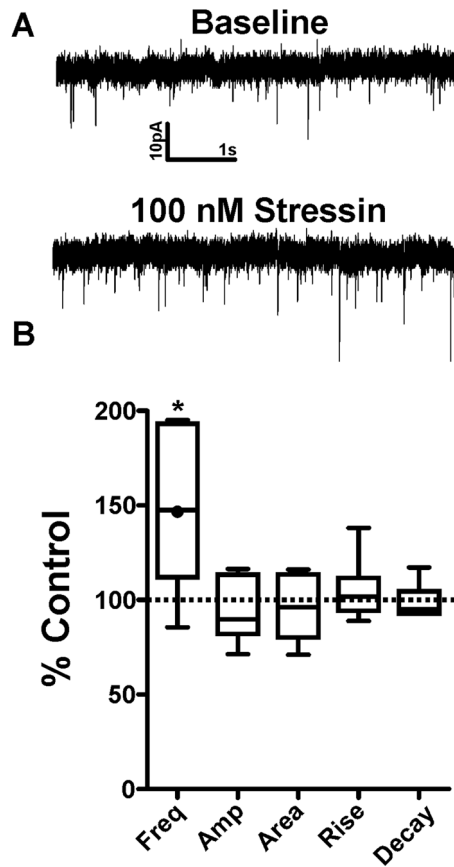 A
Baseline
10pA
1s
100 nM Stressin
B
200
*
150
100
50
0
% Control
Freq
Amp
Area
Rise
Decay